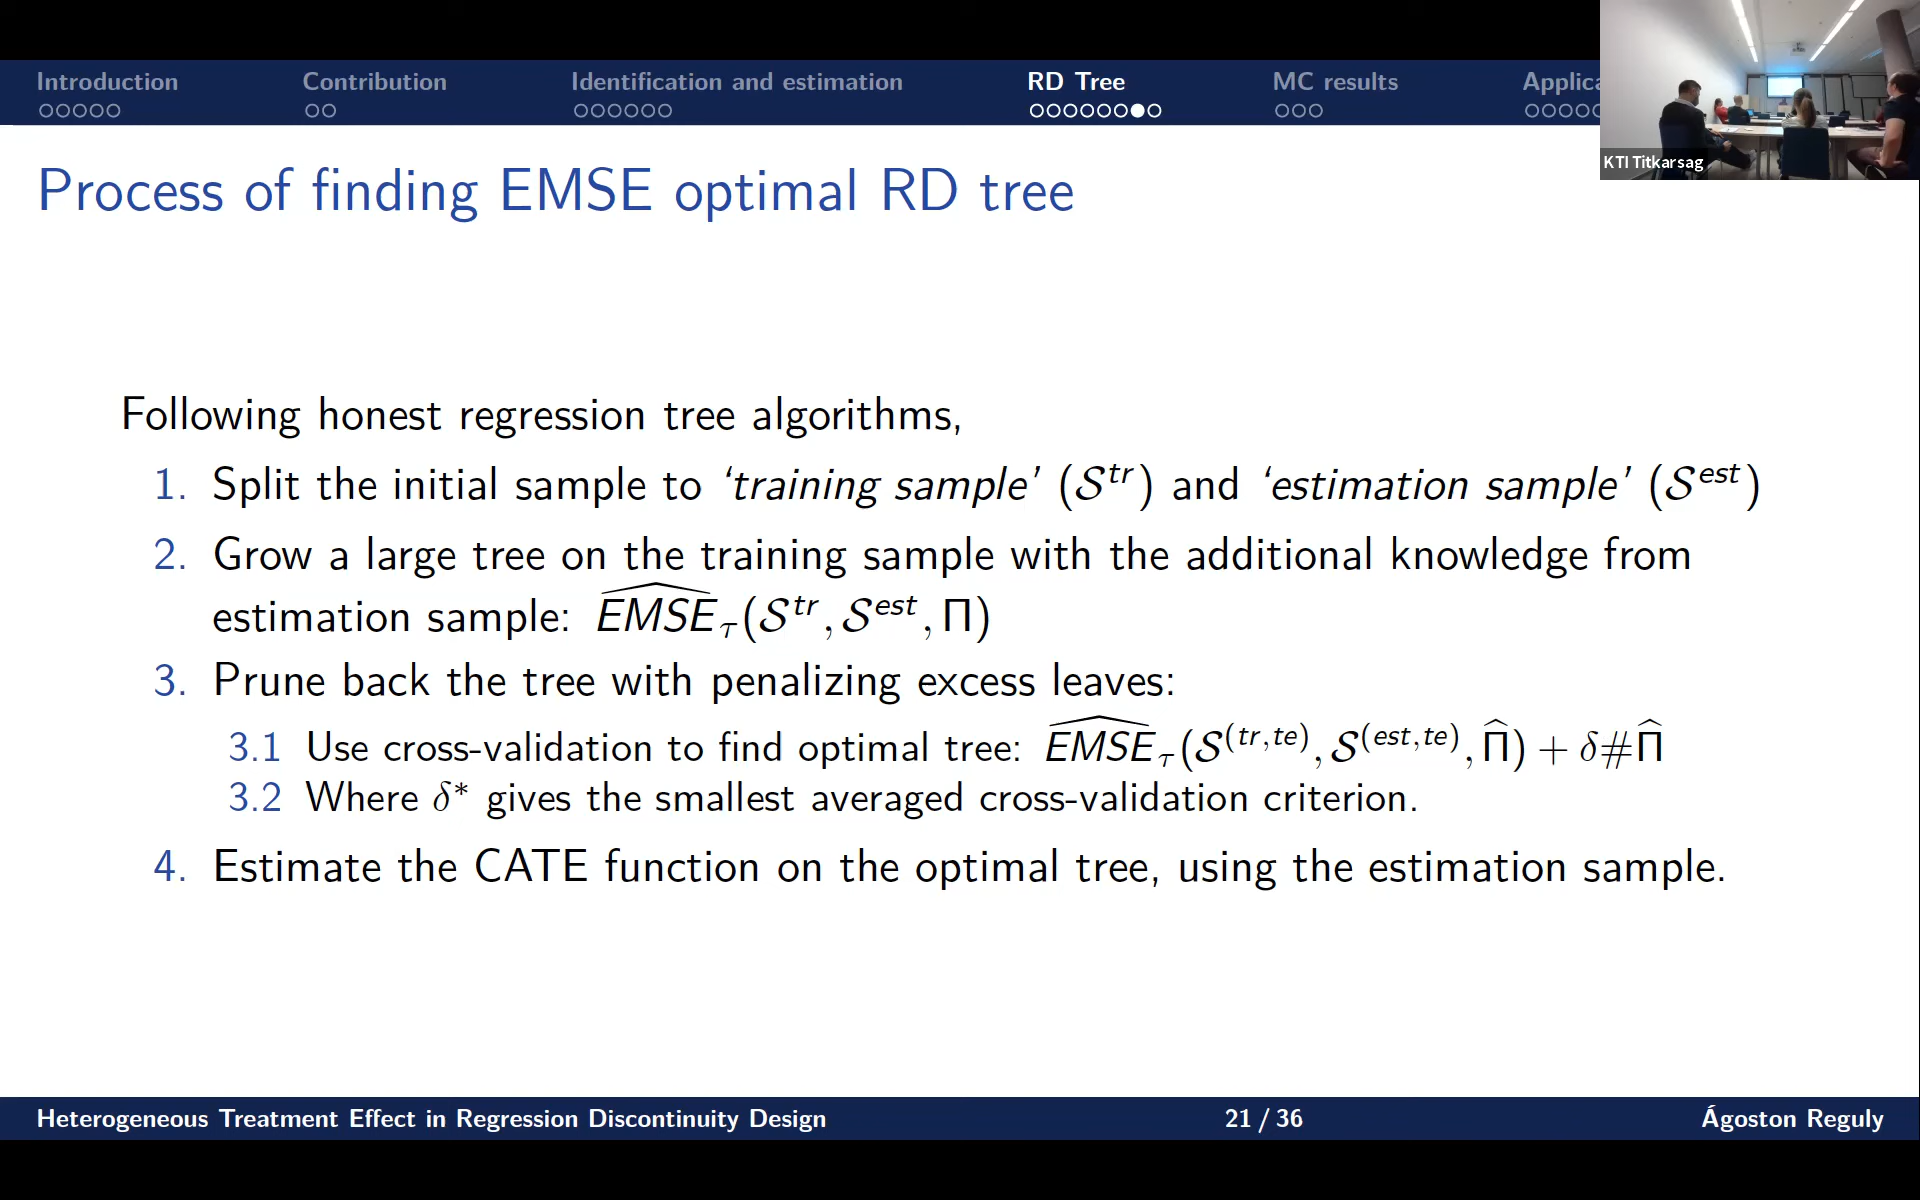 Introduction
Contribution
Identification and estimation
RD Tree
MC results
Applica
KTI Titkarsag
Process of finding EMSE optimal RD tree
Following honest regression tree algorithms,
1. Split the initial sample to ‘training sample’ (𝒮^tr) and ‘estimation sample’ (𝒮^est)
2. Grow a large tree on the training sample with the additional knowledge from
estimation sample: \widehat{EMSE}_τ(𝒮^tr, 𝒮^est, Π)
3. Prune back the tree with penalizing excess leaves:
3.1 Use cross-validation to find optimal tree: \widehat{EMSE}_τ(𝒮^(tr,te), 𝒮^(est,te), \widehat{Π}) + δ#\widehat{Π}
3.2 Where δ* gives the smallest averaged cross-validation criterion.
4. Estimate the CATE function on the optimal tree, using the estimation sample.
Heterogeneous Treatment Effect in Regression Discontinuity Design
21 / 36
Ágoston Reguly